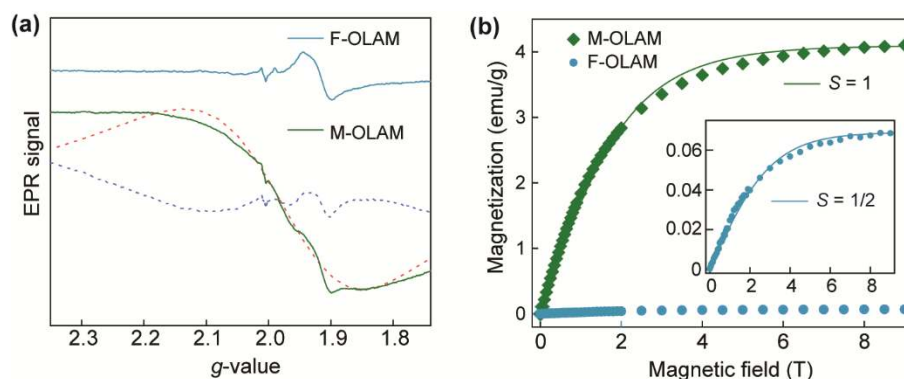 (a)
F-OLAM
M-OLAM
EPR signal
2.3 2.2 2.1 2.0 1.9 1.8
g-value
(b)
M-OLAM
F-OLAM
S = 1
S = 1/2
0.06
0.04
0.02
0
2 4 6 8
Magnetization (emu/g)
4
3
2
1
0
0 2 4 6 8
Magnetic field (T)